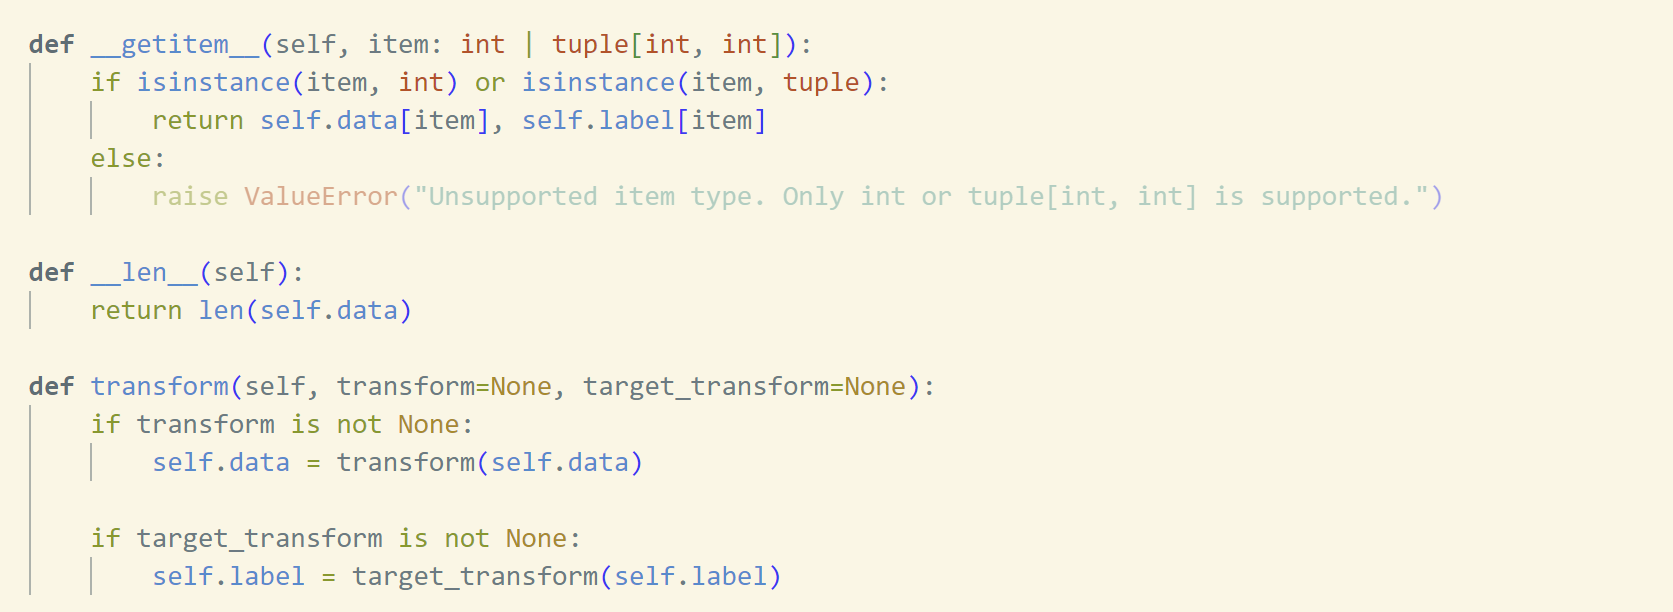 def __getitem__(self, item: int | tuple[int, int]):
    if isinstance(item, int) or isinstance(item, tuple):
        return self.data[item], self.label[item]
    else:
        raise ValueError("Unsupported item type. Only int or tuple[int, int] is supported.")

def __len__(self):
    return len(self.data)

def transform(self, transform=None, target_transform=None):
    if transform is not None:
        self.data = transform(self.data)

    if target_transform is not None:
        self.label = target_transform(self.label)